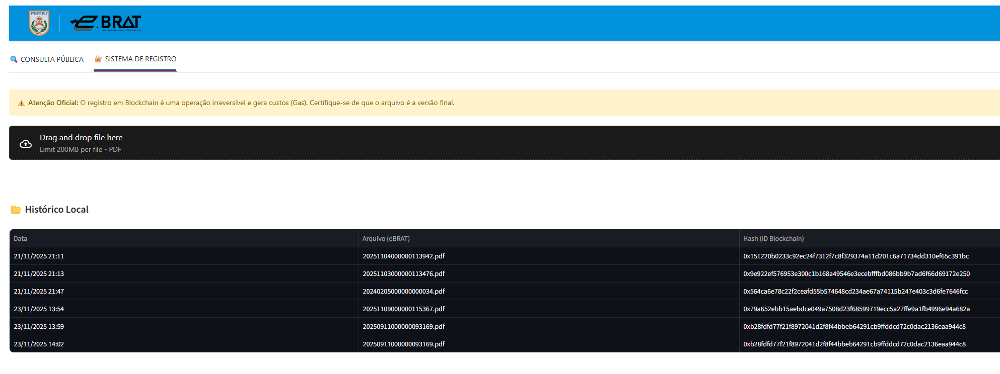 PMERJ
BRAT
CONSULTA PÚBLICA
SISTEMA DE REGISTRO
Atenção Oficial: O registro em Blockchain é uma operação irreversível e gera custos (Gas). Certifique-se de que o arquivo é a versão final.
Drag and drop file here
Limit 200MB per file • PDF
Histórico Local
Data Arquivo (eBRAT) Hash (ID Blockchain)
21/11/2025 21:11 20251104000000113942.pdf 0x151220b0233c92ec24f7312f7c8f329374a11d201c6a71734dd310ef65c391bc
21/11/2025 21:13 20251103000000113476.pdf 0x9e922ef576953e300c1b168a49546e3ecebfffbd086bb9b7ad6f66d69172e250
21/11/2025 21:47 20240205000000000034.pdf 0x564ca6e78c22f2ceafd55b574648cd234ae67a74115b247e403c3d6fe7646fcc
23/11/2025 13:54 20251109000000115367.pdf 0x79a652ebb15aebdce049a7508d23f68599719ecc5a27ffe9a1fb4996e94a682a
23/11/2025 13:59 20250911000000093169.pdf 0xb28fdfd77f21f8972041d2f8f44bbeb64291cb9ffddcd72c0dac2136eaa944c8
23/11/2025 14:02 20250911000000093169.pdf 0xb28fdfd77f21f8972041d2f8f44bbeb64291cb9ffddcd72c0dac2136eaa944c8